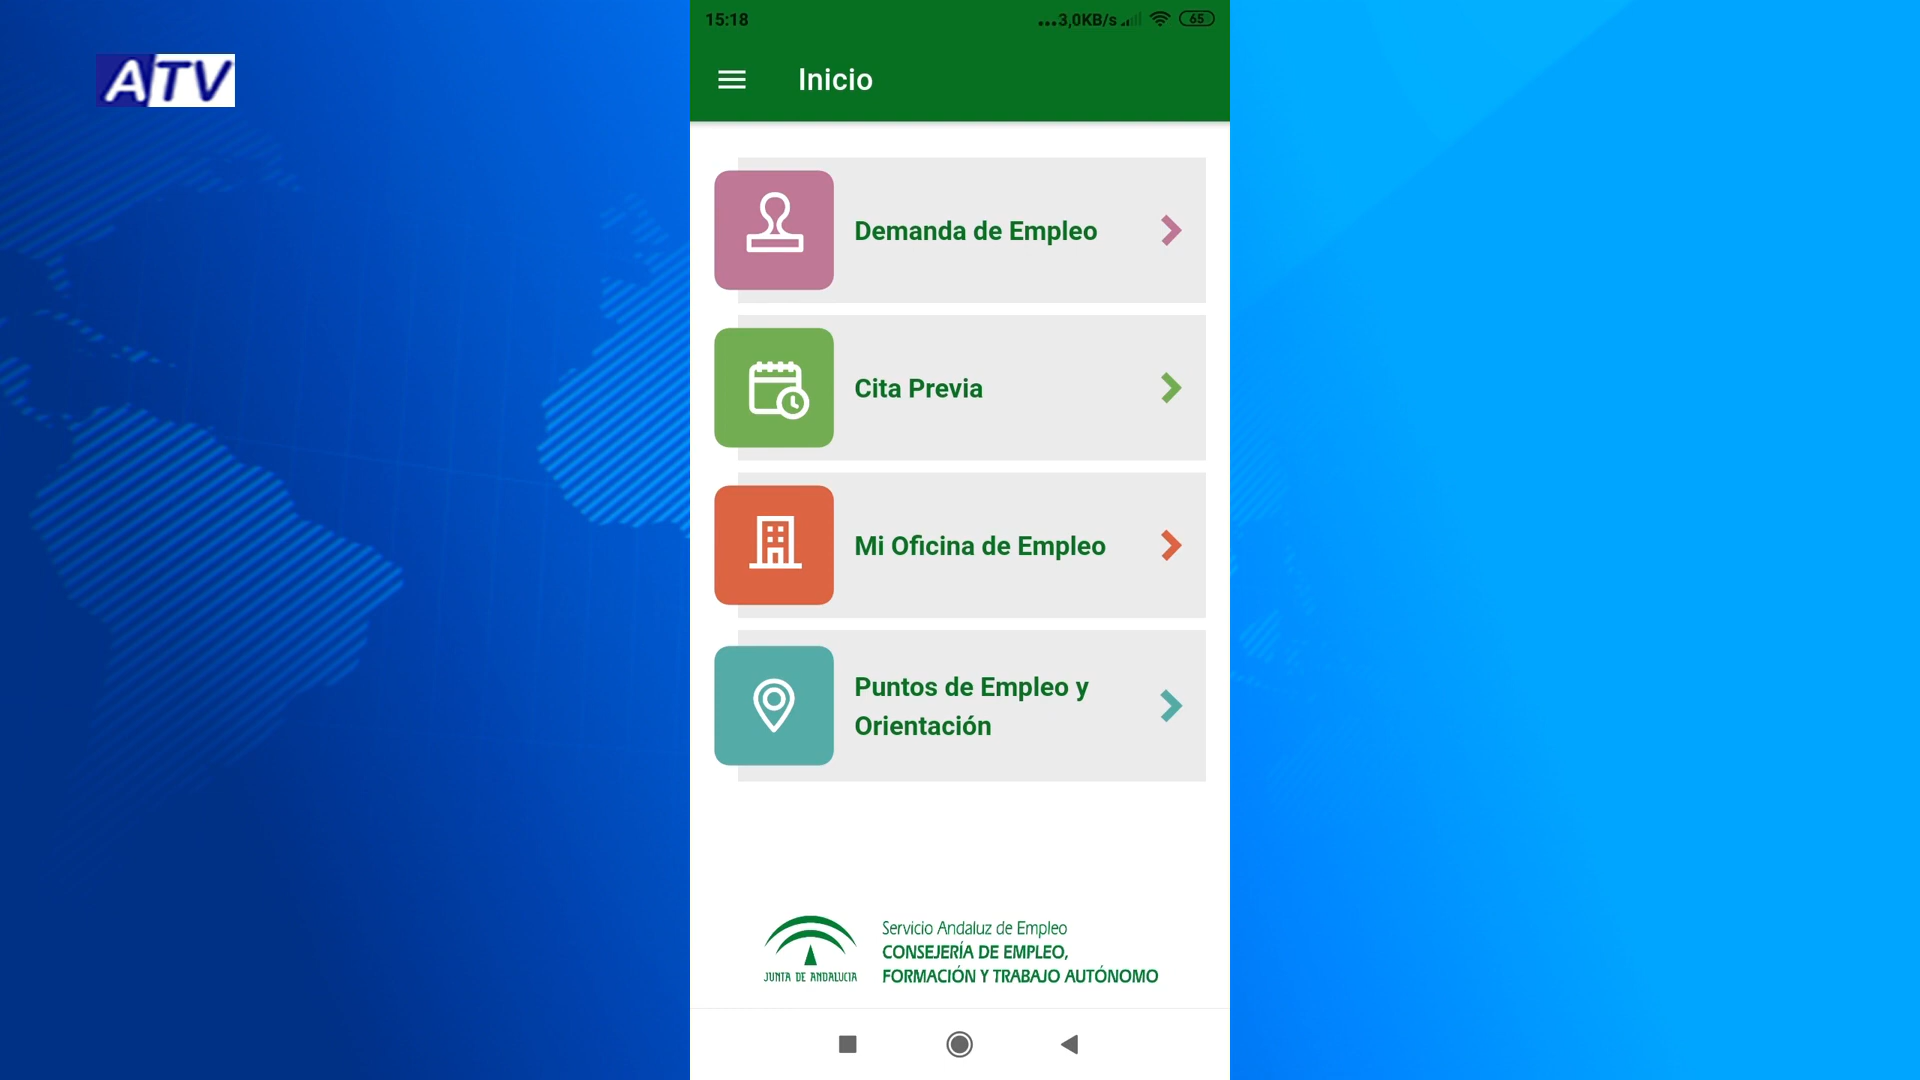 ATV
15:18
...3,0KB/s
65
Inicio
Demanda de Empleo
Cita Previa
Mi Oficina de Empleo
Puntos de Empleo y
Orientación
Servicio Andaluz de Empleo
CONSEJERÍA DE EMPLEO,
FORMACIÓN Y TRABAJO AUTÓNOMO
JUNTA DE ANDALUCIA